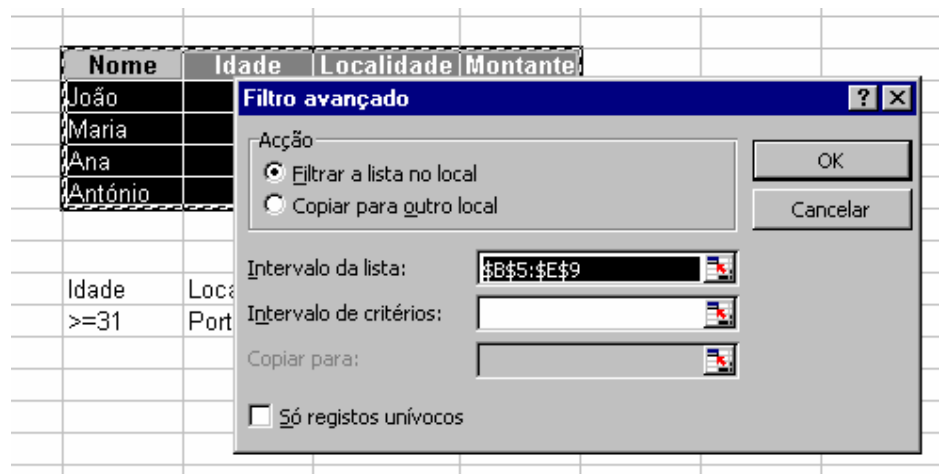 Nome Idade Localidade Montante
João
Maria
Ana
António
Idade
>=31
Filtro avançado
Acção
Filtrar a lista no local
Copiar para outro local
OK
Cancelar
Intervalo da lista: $B$5:$E$9
Intervalo de critérios:
Copiar para:
Só registos unívocos